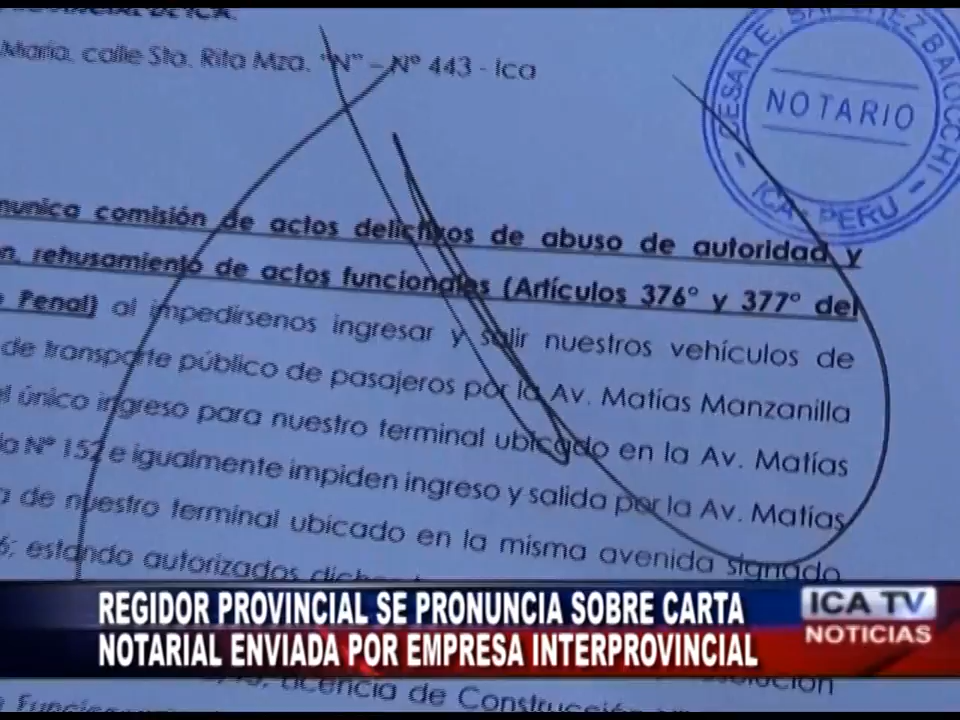 María, calle Sta. Rita Mza. "N" – Nº 443 - Ica
CESARE E. SANCHEZ BAIOCCHI
NOTARIO
- ICA - PERU -
comisión de actos delictivos de abuso de autoridad y
rehusamiento de actos funcionales (Artículos 376° y 377° del
Penal) al impedírsenos ingresar y salir nuestros vehículos de
de transporte público de pasajeros por la Av. Matías Manzanilla
único ingreso para nuestro terminal ubicado en la Av. Matías
Nº 152 e igualmente impiden ingreso y salida por la Av. Matías
de nuestro terminal ubicado en la misma avenida signado
estando autorizados
REGIDOR PROVINCIAL SE PRONUNCIA SOBRE CARTA
NOTARIAL ENVIADA POR EMPRESA INTERPROVINCIAL
ICA TV
NOTICIAS
Licencia de Construcción